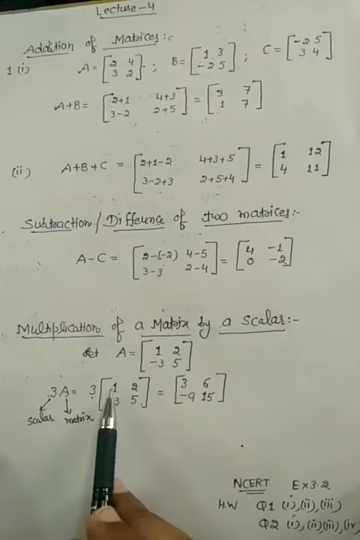 Lecture-4
Addition of Matices:-
1(i) A = [2 4 ; B = [1 3 ; C = [-2 5
3 2] -2 5] 3 4]
A+B = [2+1 4+3 = [3 7
3-2 2+5] 1 7]
(ii) A+B+C = [2+1-2 4+3+5 = [1 12
3-2+3 2+5+4] 4 11]
Subtraction/Difference of two matrices:-
A-C = [2-(-2) 4-5 = [4 -1
3-3 2-4] 0 -2]
Multiplication of a Matrix by a Scalar:-
let A = [1 2
-3 5]
3A = 3 [1 2 = [3 6
3 5] -9 15]
scalar matrix
NCERT Ex 3.2
H.W Q1 (i), (ii), (iii)
Q2 (i), (ii) (iii), (iv)